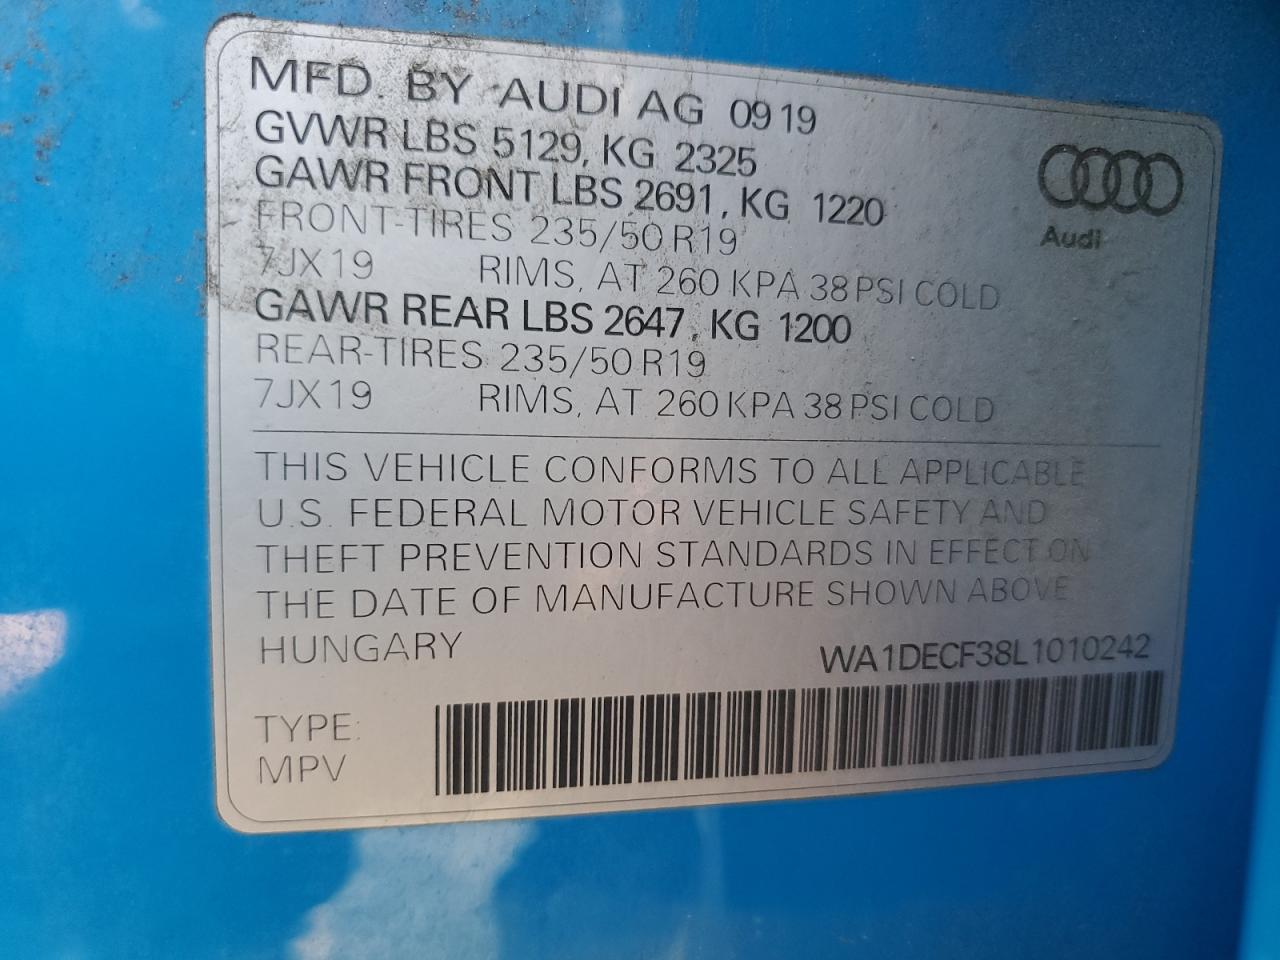 MFD. BY AUDI AG 09 19
GVWR LBS 5129, KG 2325
GAWR FRONT LBS 2691, KG 1220
FRONT-TIRES 235/50 R19
7JX19 RIMS, AT 260 KPA 38 PSI COLD
GAWR REAR LBS 2647, KG 1200
REAR-TIRES 235/50 R19
7JX19 RIMS, AT 260 KPA 38 PSI COLD
Audi
THIS VEHICLE CONFORMS TO ALL APPLICABLE
U.S. FEDERAL MOTOR VEHICLE SAFETY AND
THEFT PREVENTION STANDARDS IN EFFECT ON
THE DATE OF MANUFACTURE SHOWN ABOVE
HUNGARY WA1DECF38L1010242
TYPE:
MPV